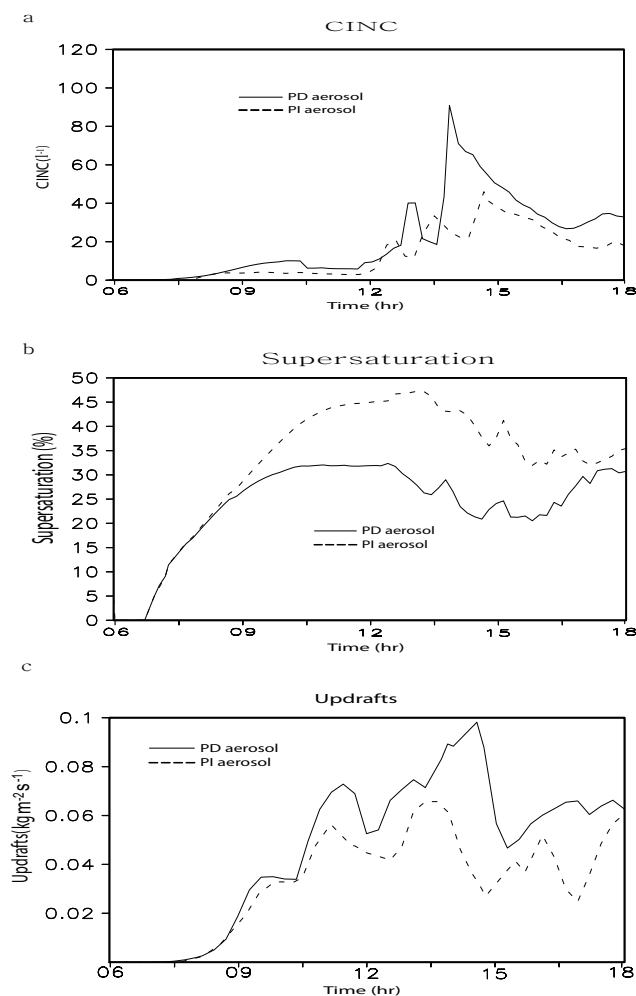 a
CINC
120
100
80
60
40
20
0
CINC(l-1)
PD aerosol
PI aerosol
06 09 12 15 18
Time (hr)
b
Supersaturation
50
45
40
35
30
25
20
15
10
5
0
Supersaturation (%)
PD aerosol
PI aerosol
06 09 12 15 18
Time (hr)
c
Updrafts
0.1
0.08
0.06
0.04
0.02
Updrafts(kg m-2s-1)
PD aerosol
PI aerosol
06 09 12 15 18
Time (hr)